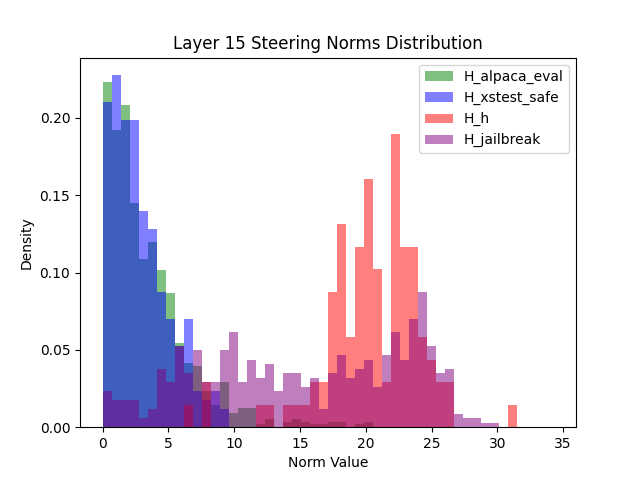 Layer 15 Steering Norms Distribution
H_alpaca_eval
H_xstest_safe
H_h
H_jailbreak
Density
0.20
0.15
0.10
0.05
0.00
0 5 10 15 20 25 30 35
Norm Value